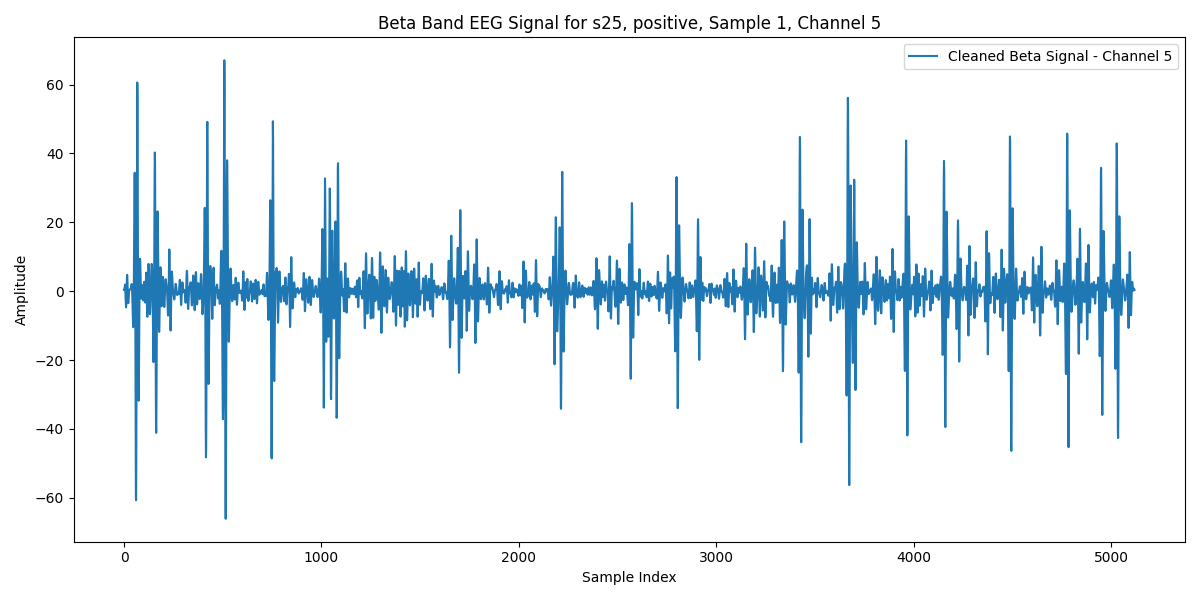 Beta Band EEG Signal for s25, positive, Sample 1, Channel 5
Cleaned Beta Signal - Channel 5
Amplitude
60
40
20
0
−20
−40
−60
0 1000 2000 3000 4000 5000
Sample Index